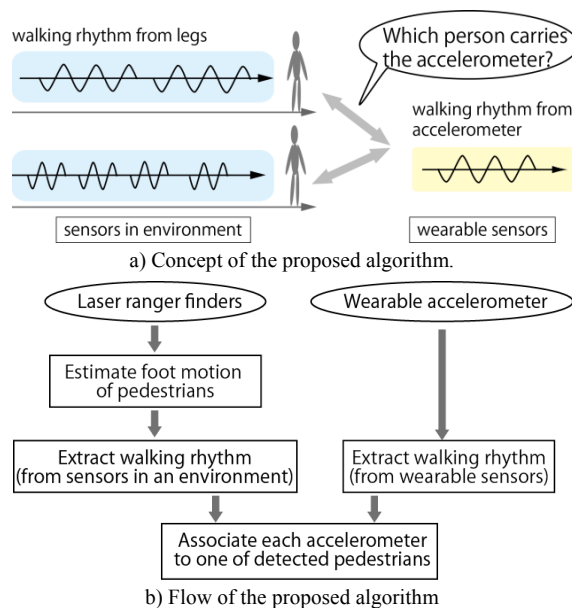 walking rhythm from legs
Which person carries
the accelerometer?
walking rhythm from
accelerometer
sensors in environment
wearable sensors
a) Concept of the proposed algorithm.
Laser ranger finders
Wearable accelerometer
Estimate foot motion
of pedestrians
Extract walking rhythm
(from sensors in an environment)
Extract walking rhythm
(from wearable sensors)
Associate each accelerometer
to one of detected pedestrians
b) Flow of the proposed algorithm